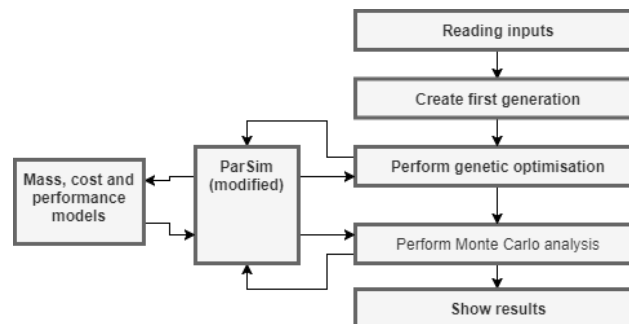 Reading inputs
Create first generation
ParSim
(modified)
Perform genetic optimisation
Mass, cost and
performance
models
Perform Monte Carlo analysis
Show results